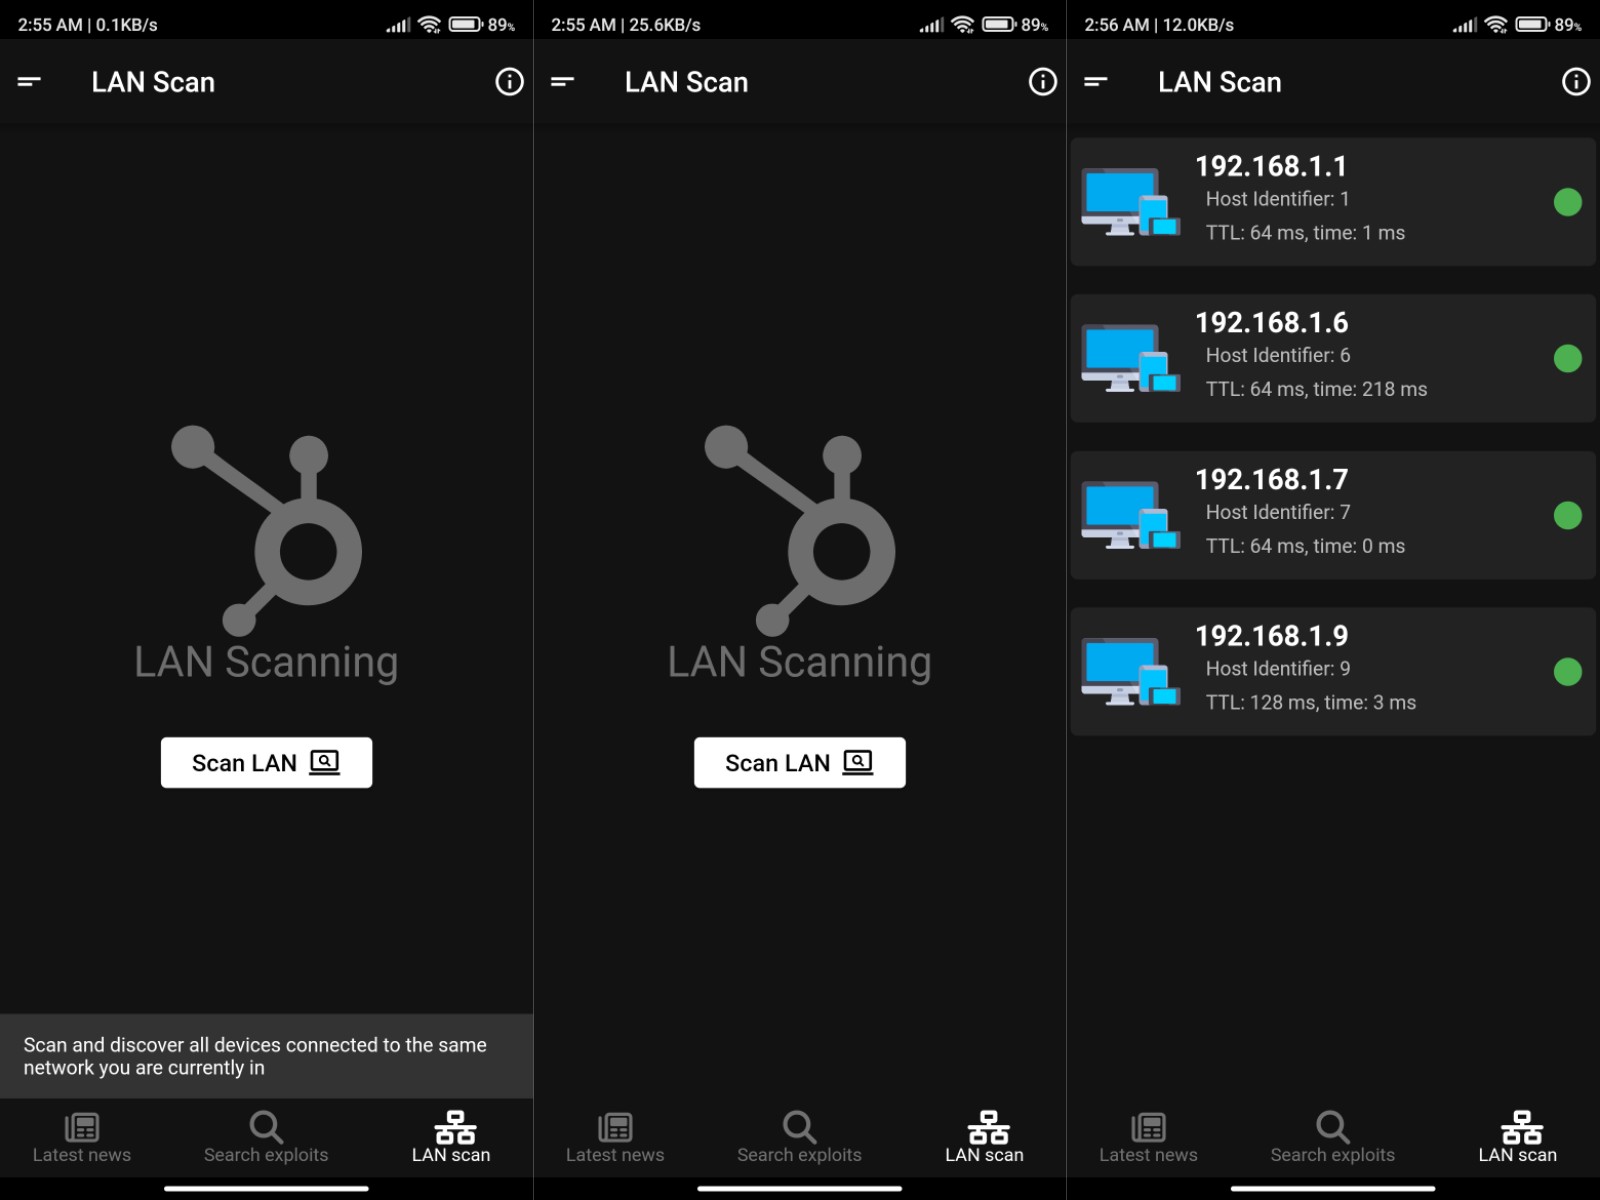 2:55 AM | 0.1KB/s 89%
LAN Scan
LAN Scanning
Scan LAN
Scan and discover all devices connected to the same
network you are currently in
Latest news Search exploits LAN scan
2:55 AM | 25.6KB/s 89%
LAN Scan
LAN Scanning
Scan LAN
Latest news Search exploits LAN scan
2:56 AM | 12.0KB/s 89%
LAN Scan
192.168.1.1
Host Identifier: 1
TTL: 64 ms, time: 1 ms
192.168.1.6
Host Identifier: 6
TTL: 64 ms, time: 218 ms
192.168.1.7
Host Identifier: 7
TTL: 64 ms, time: 0 ms
192.168.1.9
Host Identifier: 9
TTL: 128 ms, time: 3 ms
Latest news Search exploits LAN scan